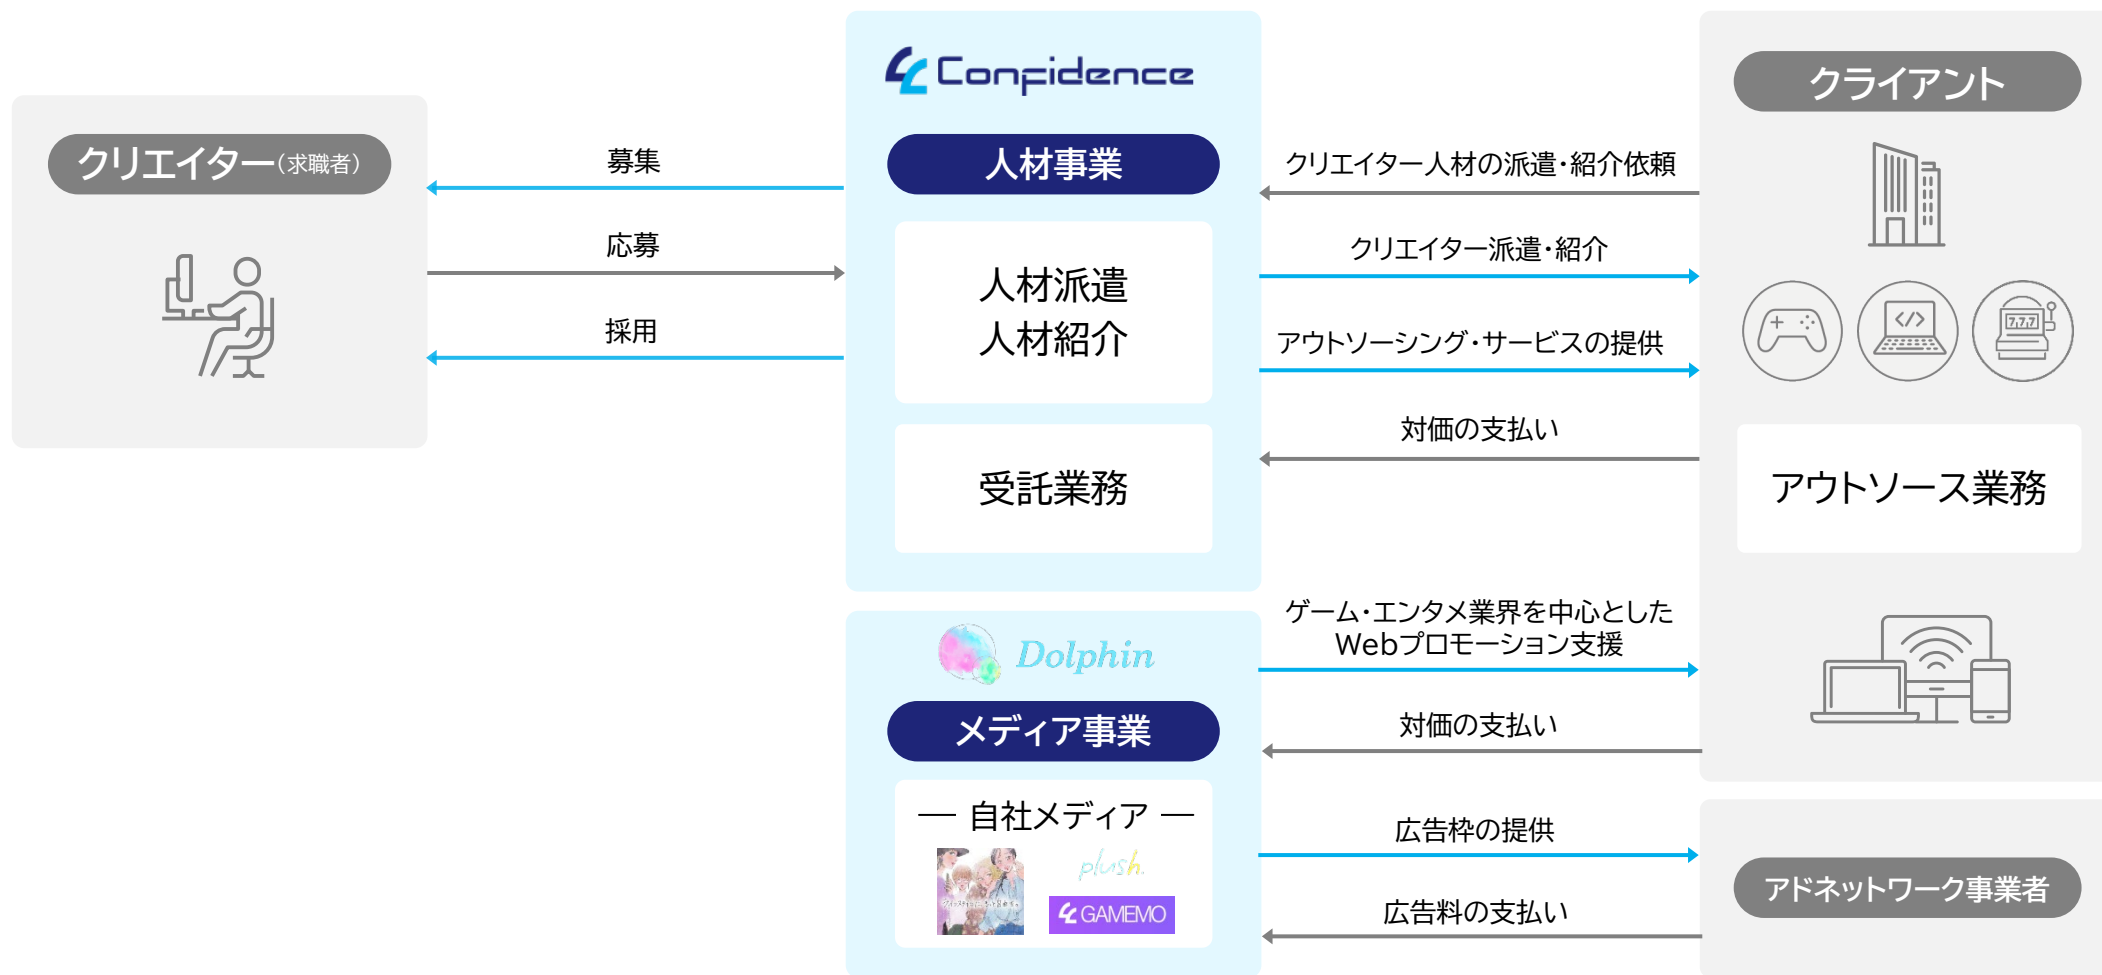 クリエイター(求職者)
募集
応募
採用
Confidence
人材事業
人材派遣
人材紹介
受託業務
クリエイター人材の派遣・紹介依頼
クリエイター派遣・紹介
アウトソーシング・サービスの提供
対価の支払い
クライアント
7,7,7
アウトソース業務
Dolphin
メディア事業
自社メディア
plush.
GAMEMO
ゲーム・エンタメ業界を中心とした
Webプロモーション支援
対価の支払い
広告枠の提供
広告料の支払い
アドネットワーク事業者